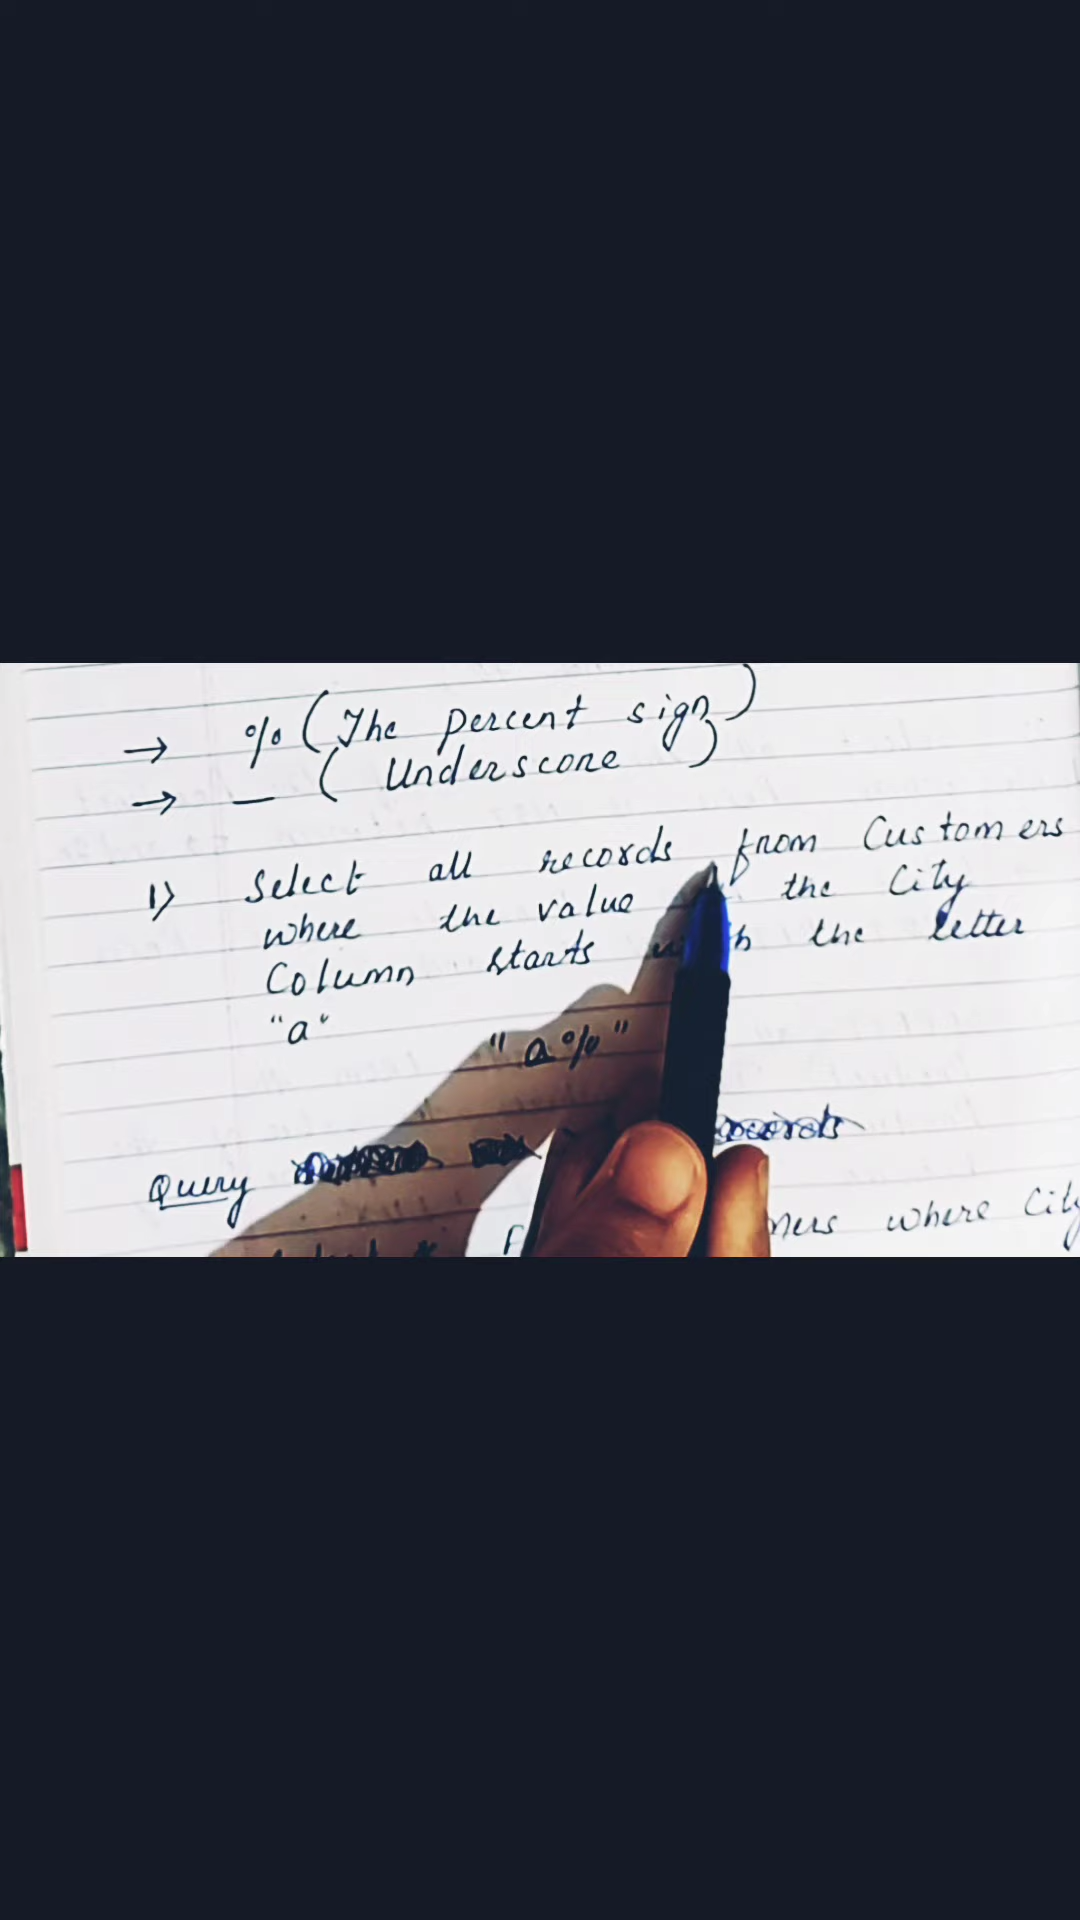 → % (The percent sign)
→ _ (Underscore)
1) Select all records from Customers
where the value the City
Column starts with the letter
"a"
"a%"
Query
where City